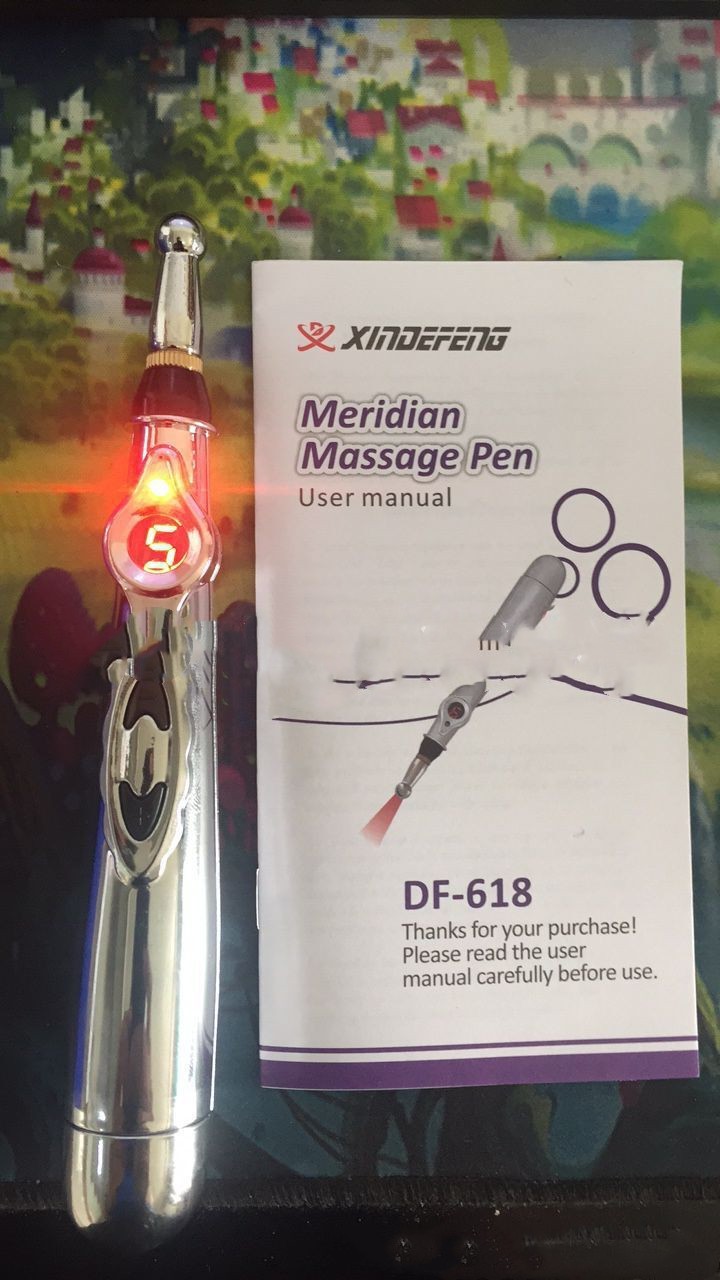 XINDEFENG
Meridian
Massage Pen
User manual
5
DF-618
Thanks for your purchase!
Please read the user
manual carefully before use.